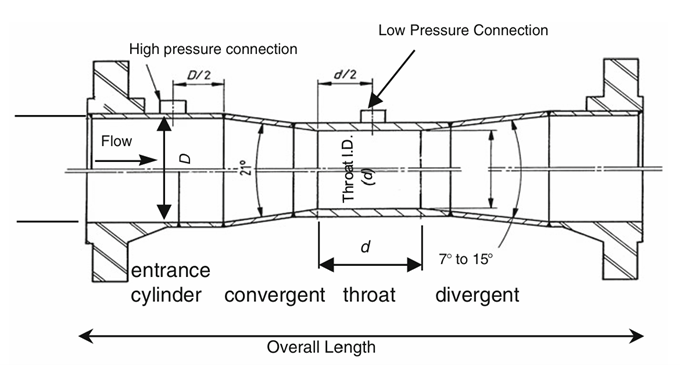 Low Pressure Connection
High pressure connection
D/2
d/2
Flow
D
21°
Throat I.D.
(d)
d
7° to 15°
entrance
cylinder
convergent
throat
divergent
Overall Length